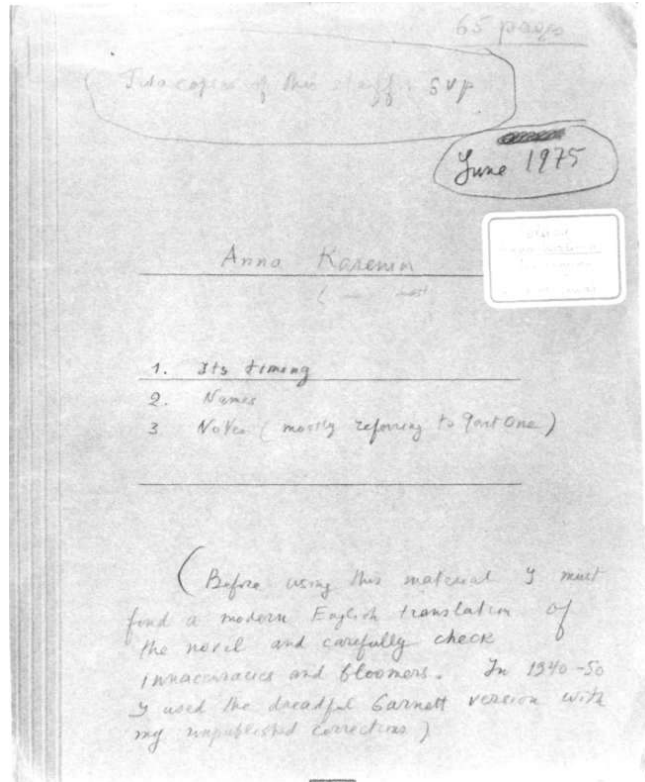 65 pages
Two copies of this stuff, svp
June 1975
Anna Karenin
1. Its timing
2. Names
3 Notes (mostly referring to Part One)
(Before using this material I must
find a modern English translation of
the novel and carefully check
innaccuracies and bloomers. In 1940-50
I used the dreadful Garnett version with
my unpublished corrections)